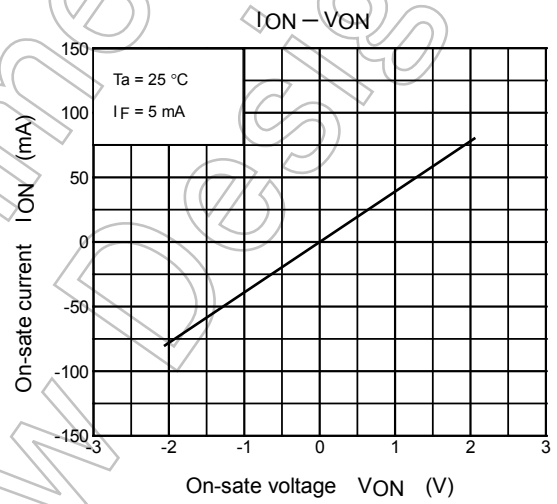 ION – VON
Ta = 25 °C
IF = 5 mA
150
100
50
0
-50
-100
-150
-3
-2
-1
0
1
2
3
On-sate current ION (mA)
On-sate voltage VON (V)